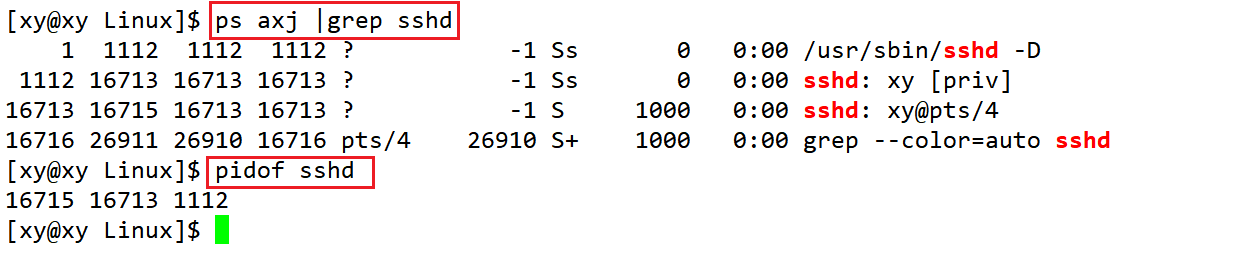 [xy@xy Linux]$ ps axj |grep sshd
    1  1112  1112  1112 ?           -1 Ss       0   0:00 /usr/sbin/sshd -D
 1112 16713 16713 16713 ?           -1 Ss       0   0:00 sshd: xy [priv]
16713 16715 16713 16713 ?           -1 S     1000   0:00 sshd: xy@pts/4
16716 26911 26910 16716 pts/4    26910 S+    1000   0:00 grep --color=auto sshd
[xy@xy Linux]$ pidof sshd
16715 16713 1112
[xy@xy Linux]$